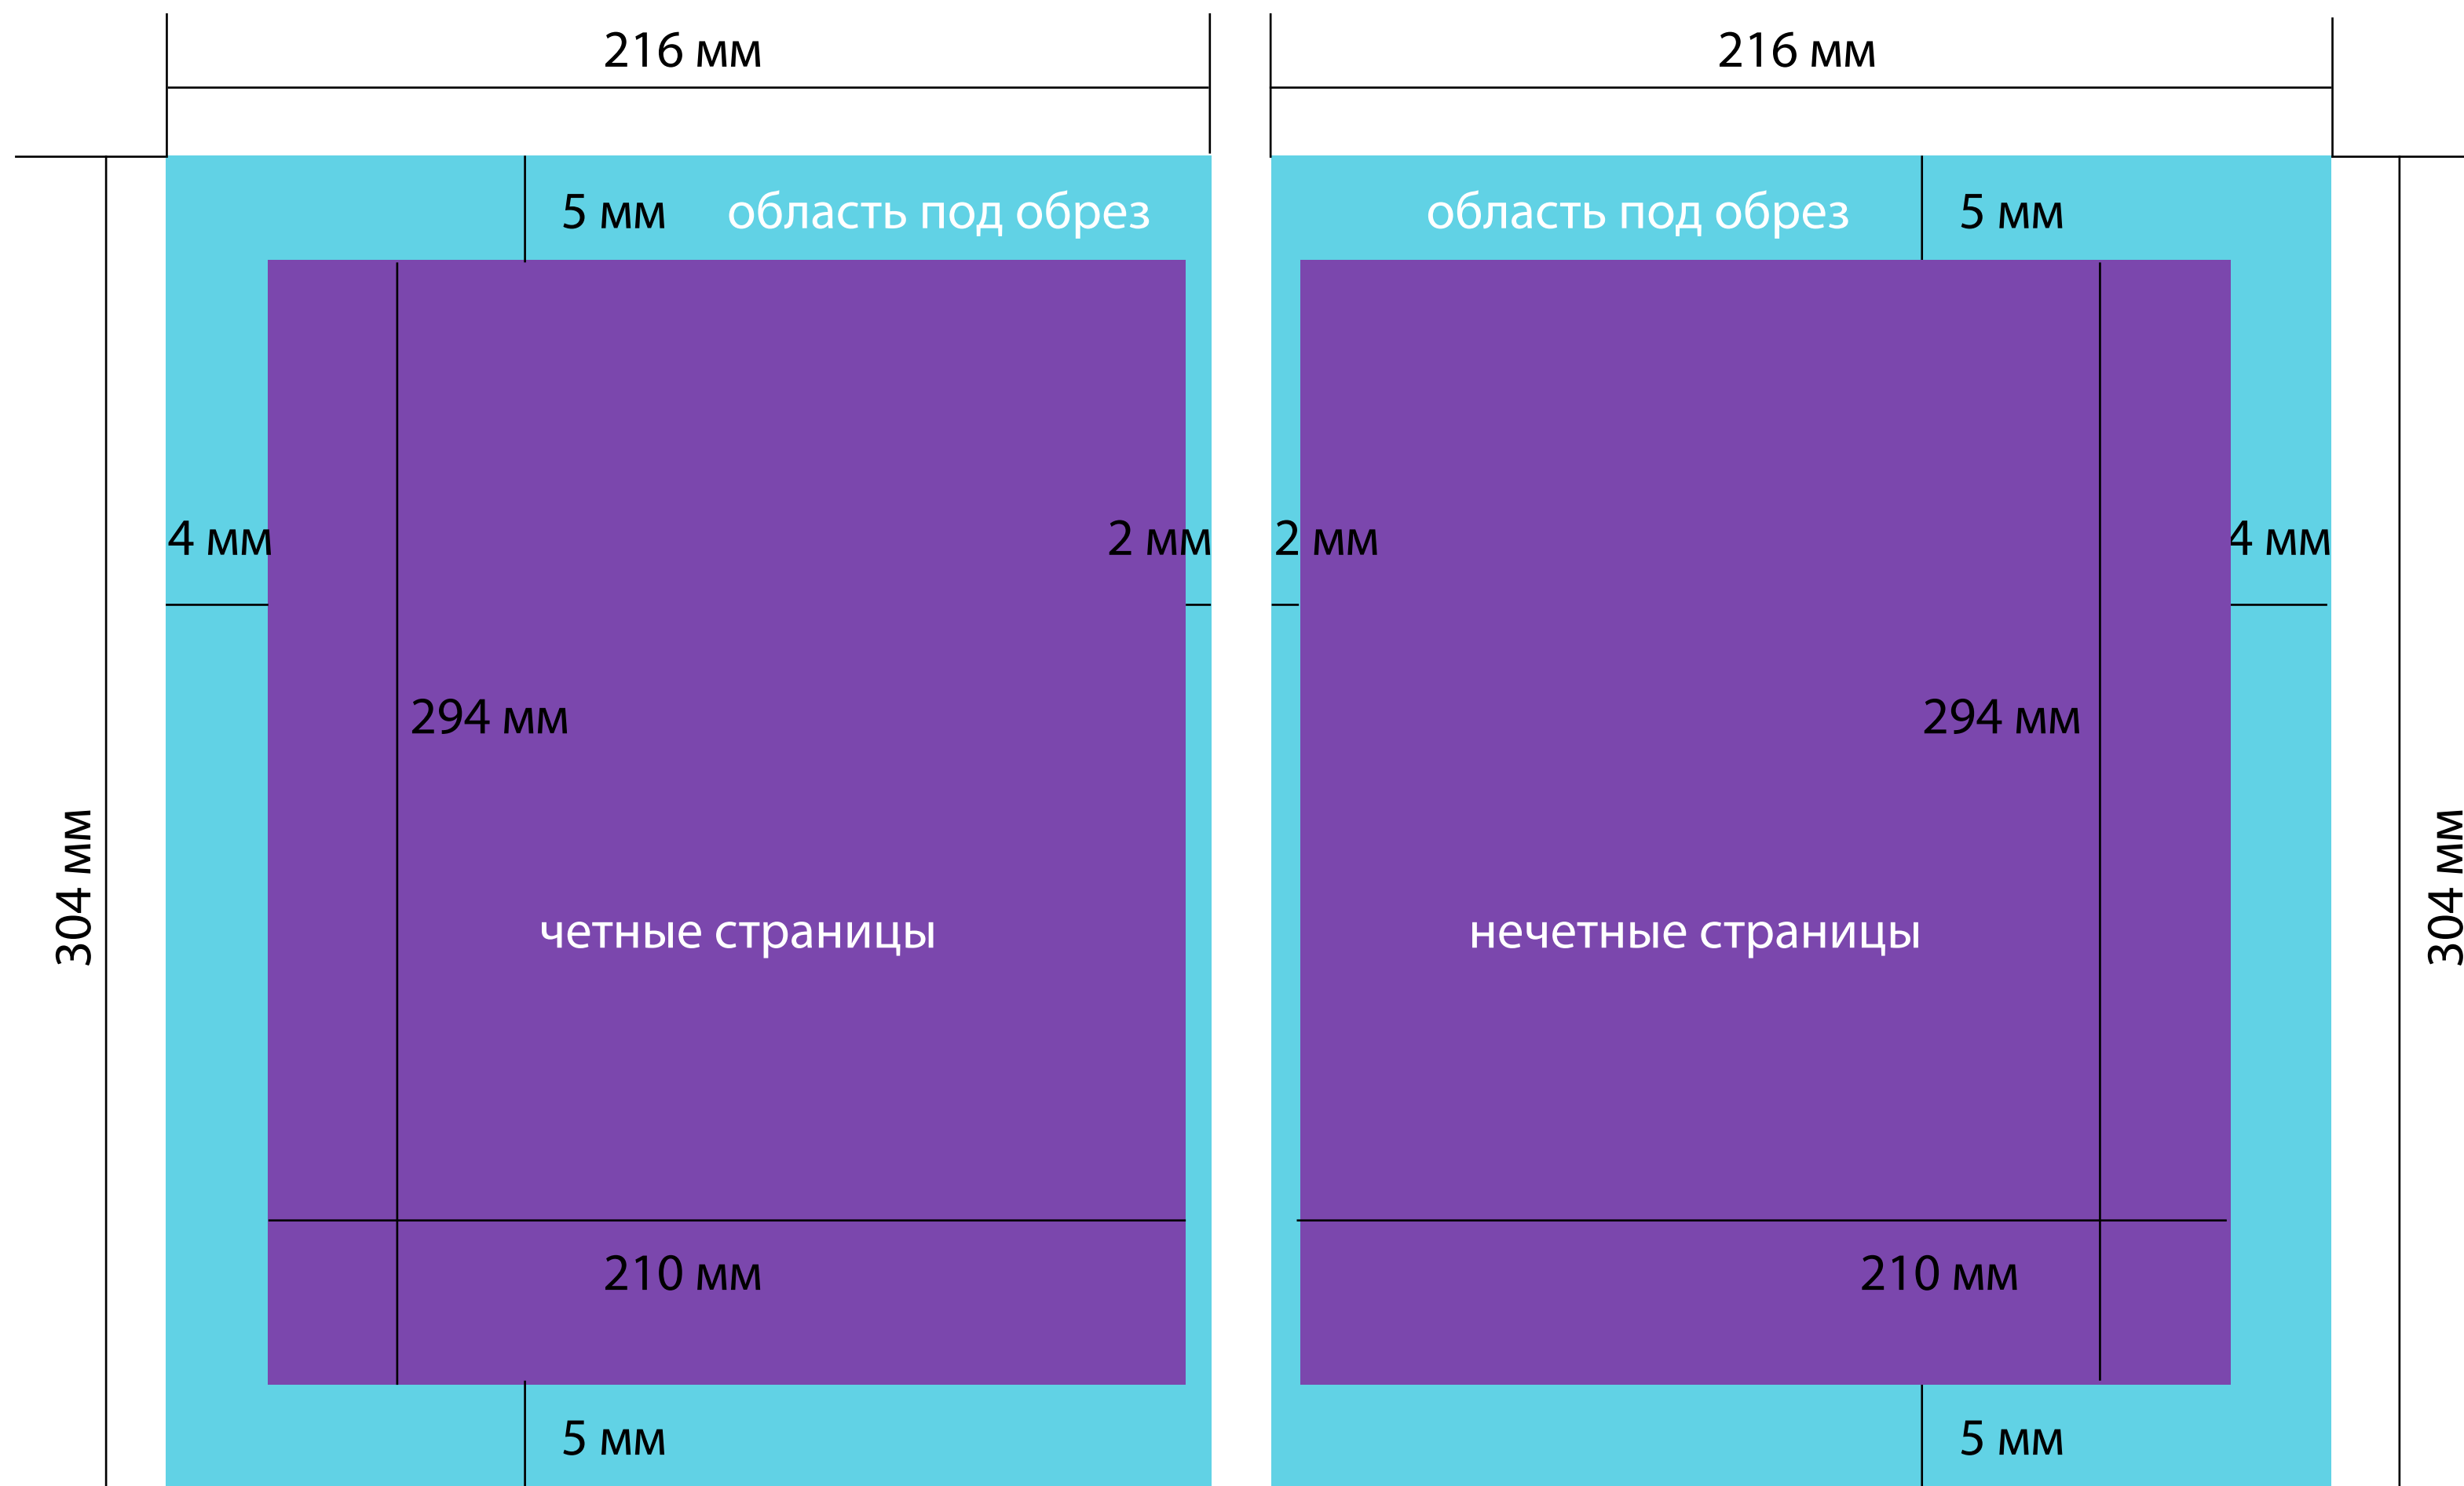 216 мм
216 мм
5 мм
область под обрез
область под обрез
5 мм
4 мм
2 мм
2 мм
4 мм
294 мм
294 мм
304 мм
304 мм
четные страницы
нечетные страницы
210 мм
210 мм
5 мм
5 мм